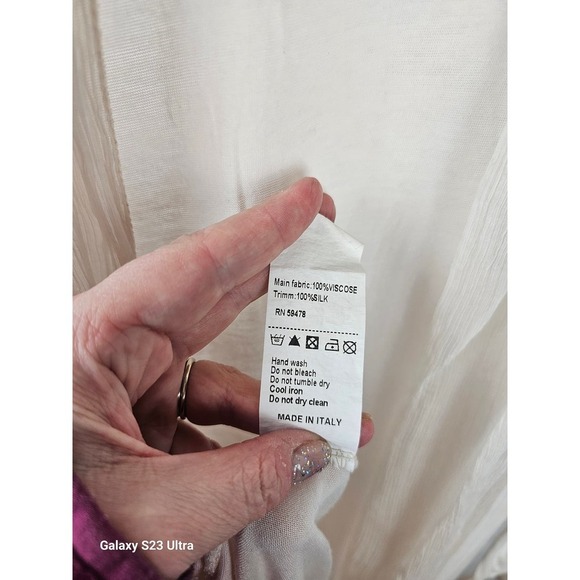 Main fabric:100%VISCOSE
Trimm:100%SILK
RN 59478
Hand wash
Do not bleach
Do not tumble dry
Cool iron
Do not dry clean
MADE IN ITALY
Galaxy S23 Ultra